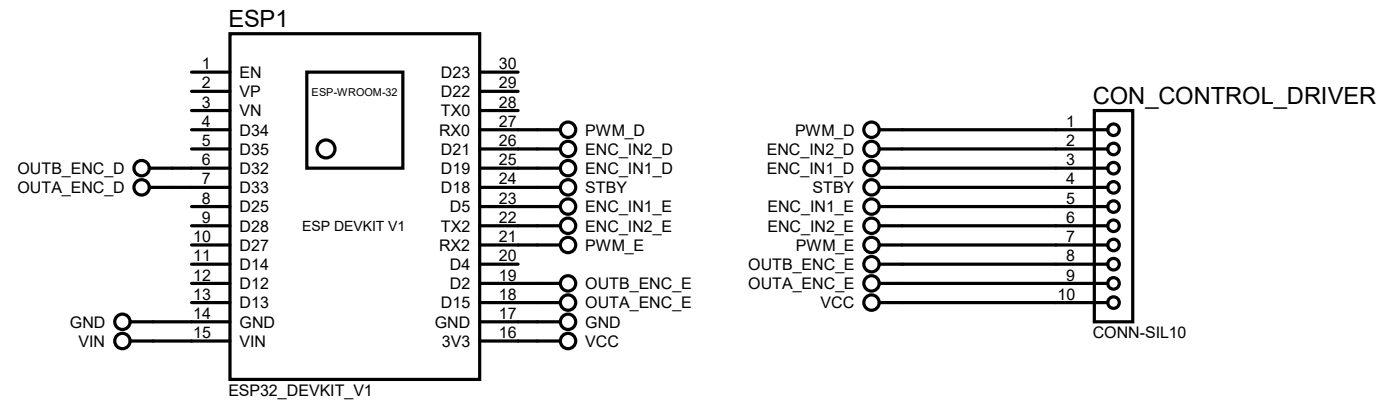 ESP1
1 EN
2 VP
3 VN
4 D34
5 D35
OUTB_ENC_D 6 D32
OUTA_ENC_D 7 D33
8 D25
9 D28
10 D27
11 D14
12 D12
13 D13
GND 14 GND
VIN 15 VIN
ESP-WROOM-32
ESP DEVKIT V1
D23 30
D22 29
TX0 28
RX0 27 PWM_D
D21 26 ENC_IN2_D
D19 25 ENC_IN1_D
D18 24 STBY
D5 23 ENC_IN1_E
TX2 22 ENC_IN2_E
RX2 21 PWM_E
D4 20
D2 19 OUTB_ENC_E
D15 18 OUTA_ENC_E
GND 17 GND
3V3 16 VCC
ESP32_DEVKIT_V1
CON_CONTROL_DRIVER
PWM_D 1
ENC_IN2_D 2
ENC_IN1_D 3
STBY 4
ENC_IN1_E 5
ENC_IN2_E 6
PWM_E 7
OUTB_ENC_E 8
OUTA_ENC_E 9
VCC 10
CONN-SIL10